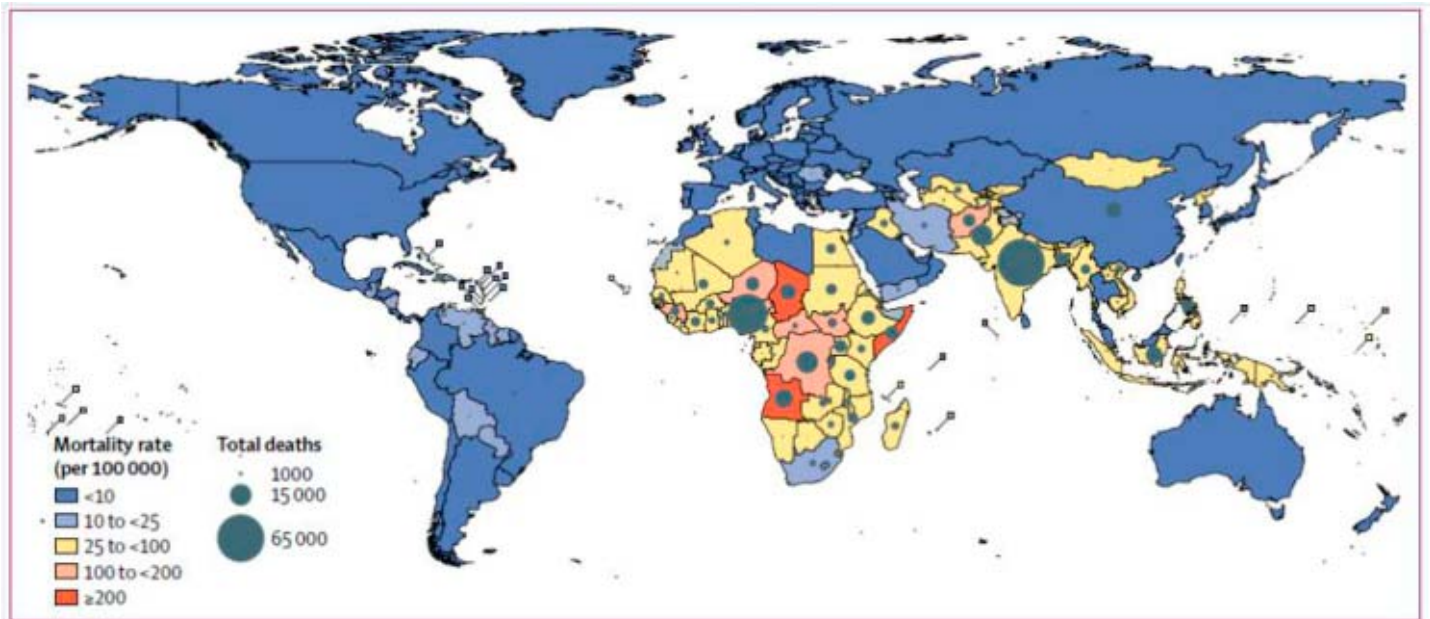 Mortality rate
(per 100 000)
<10
10 to <25
25 to <100
100 to <200
≥200
Total deaths
1000
15 000
65 000